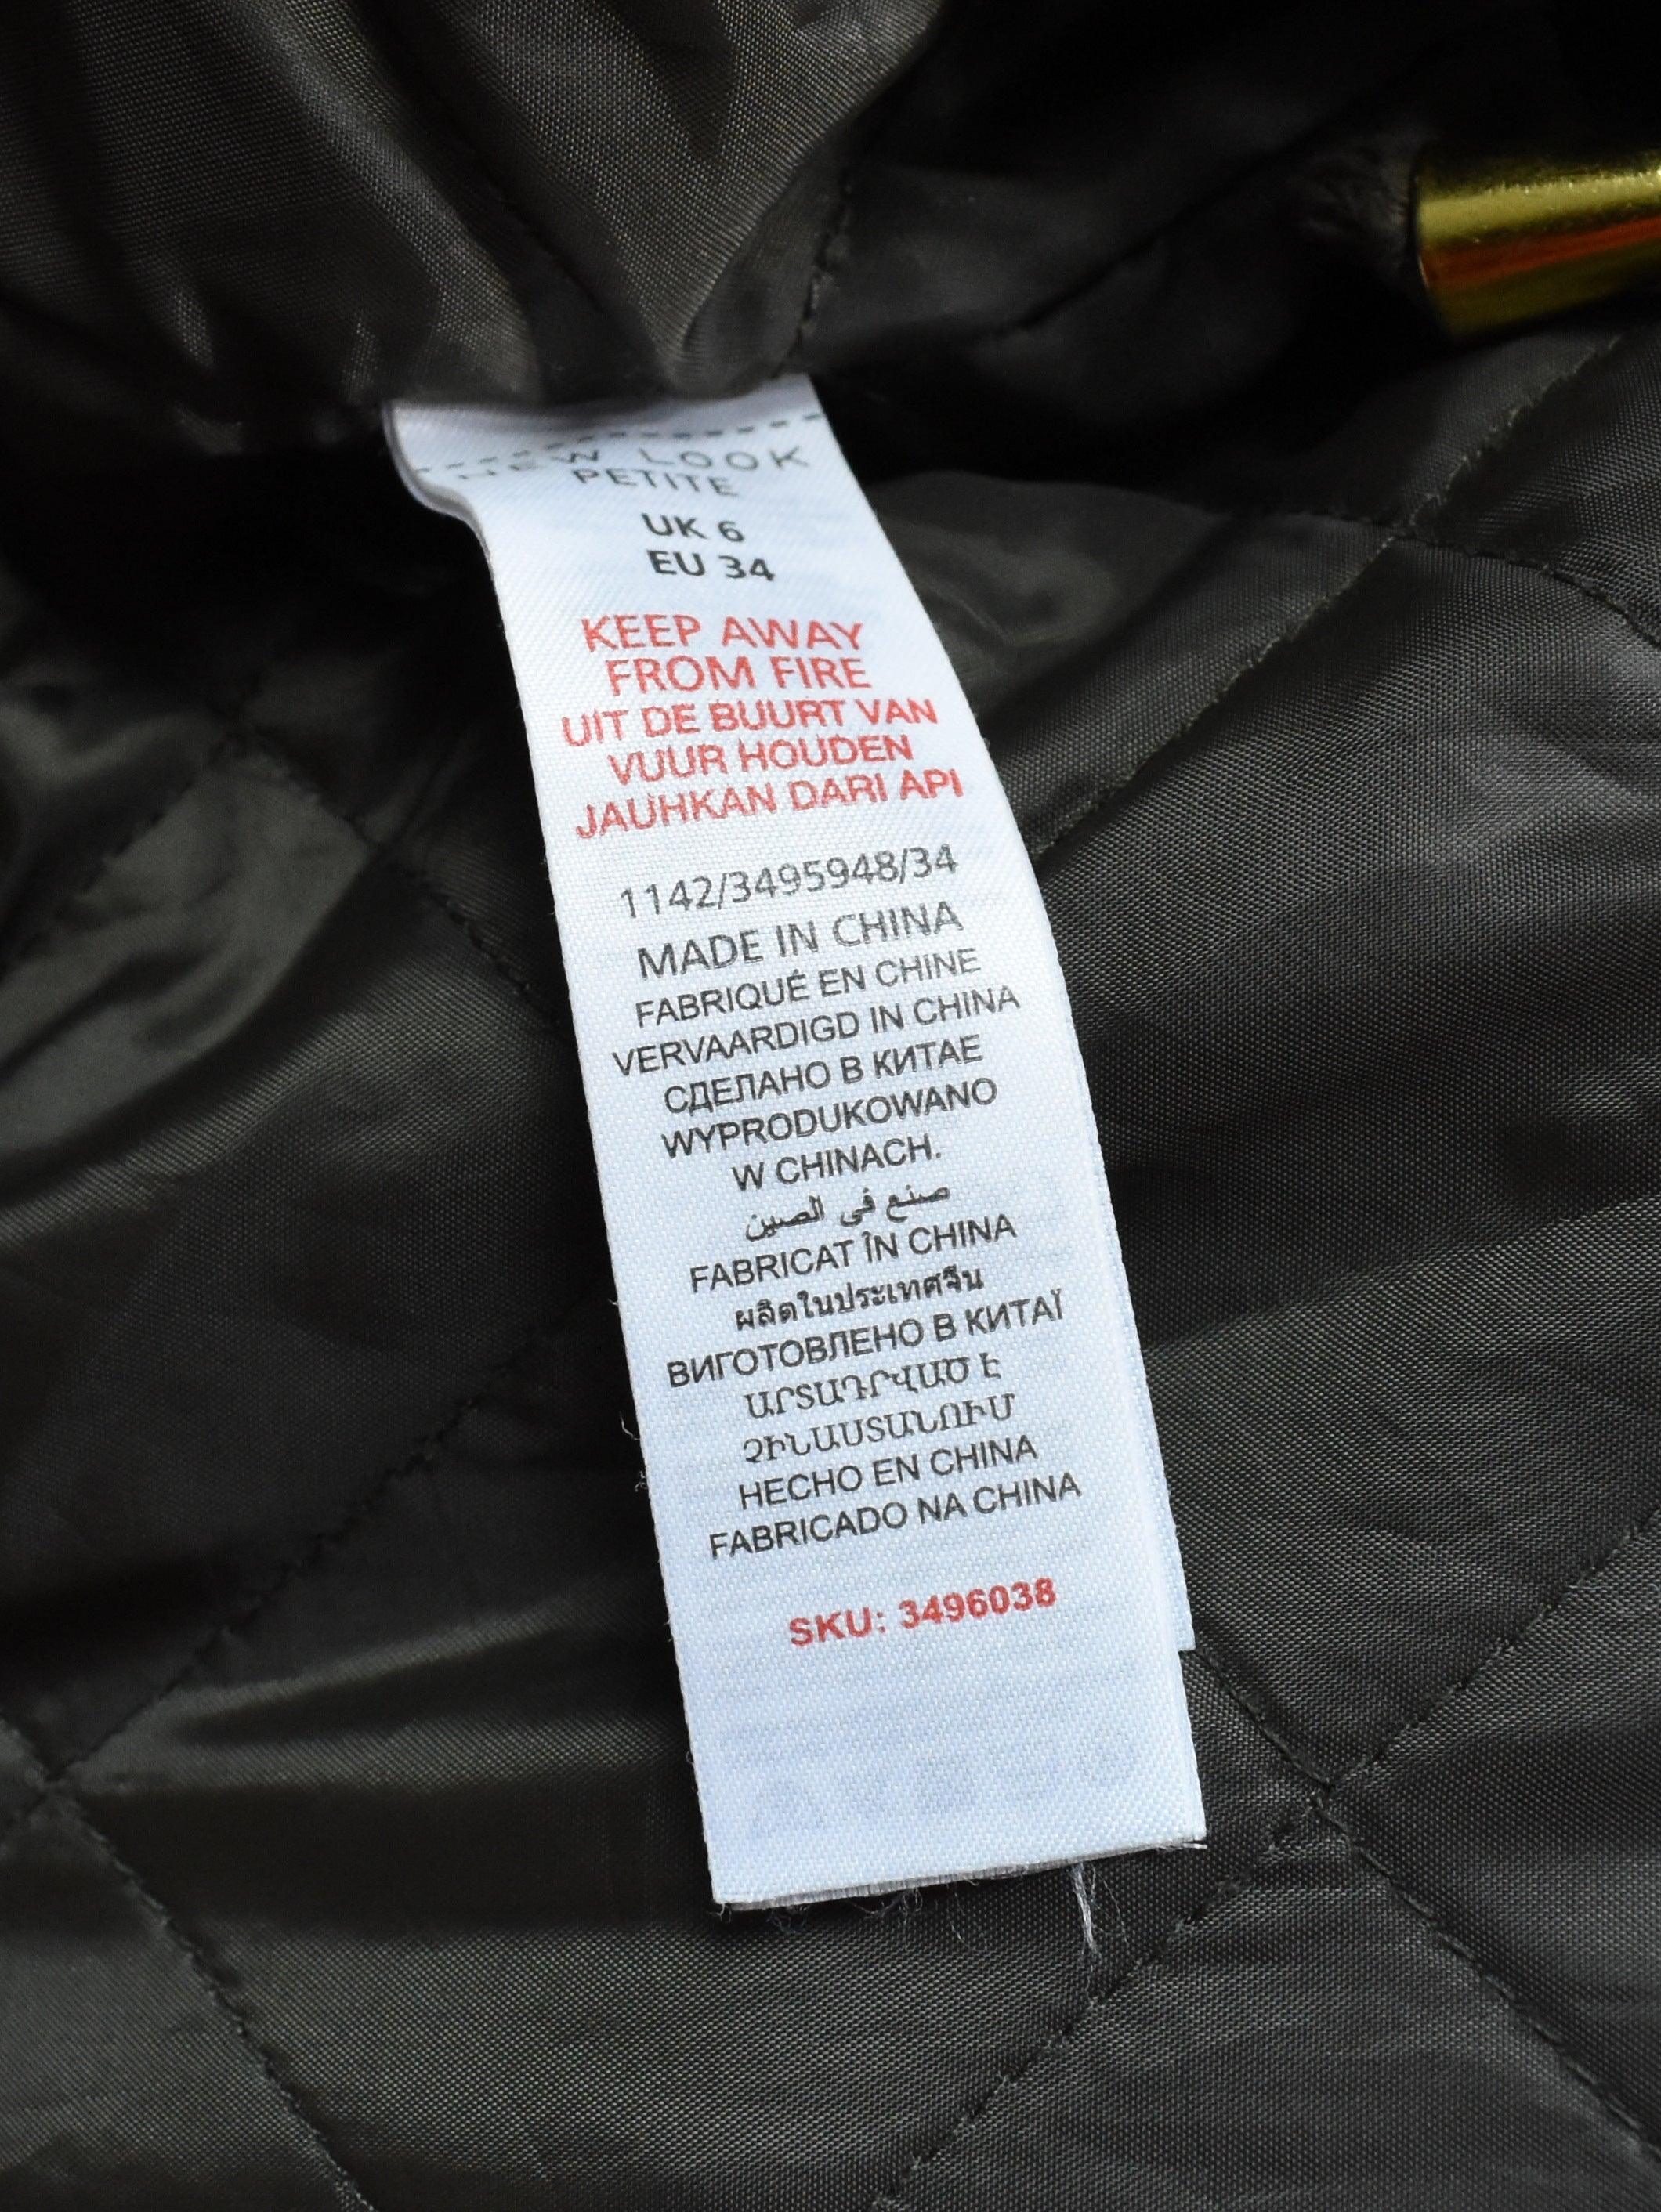 NEW LOOK
PETITE
UK 6
EU 34
KEEP AWAY
FROM FIRE
UIT DE BUURT VAN
VUUR HOUDEN
JAUHKAN DARI API
1142/3495948/34
MADE IN CHINA
FABRIQUÉ EN CHINE
VERVAARDIGD IN CHINA
СДЕЛАНО В КИТАЕ
WYPRODUKOWANO
W CHINACH.
صنع في الصين
FABRICAT ÎN CHINA
ผลิตในประเทศจีน
ВИГОТОВЛЕНО В КИТАЇ
ԱՐՏԱԴՐՎԱԾ Է
ՉԻՆԱՍՏԱՆՈՒՄ
HECHO EN CHINA
FABRICADO NA CHINA
SKU: 3496038